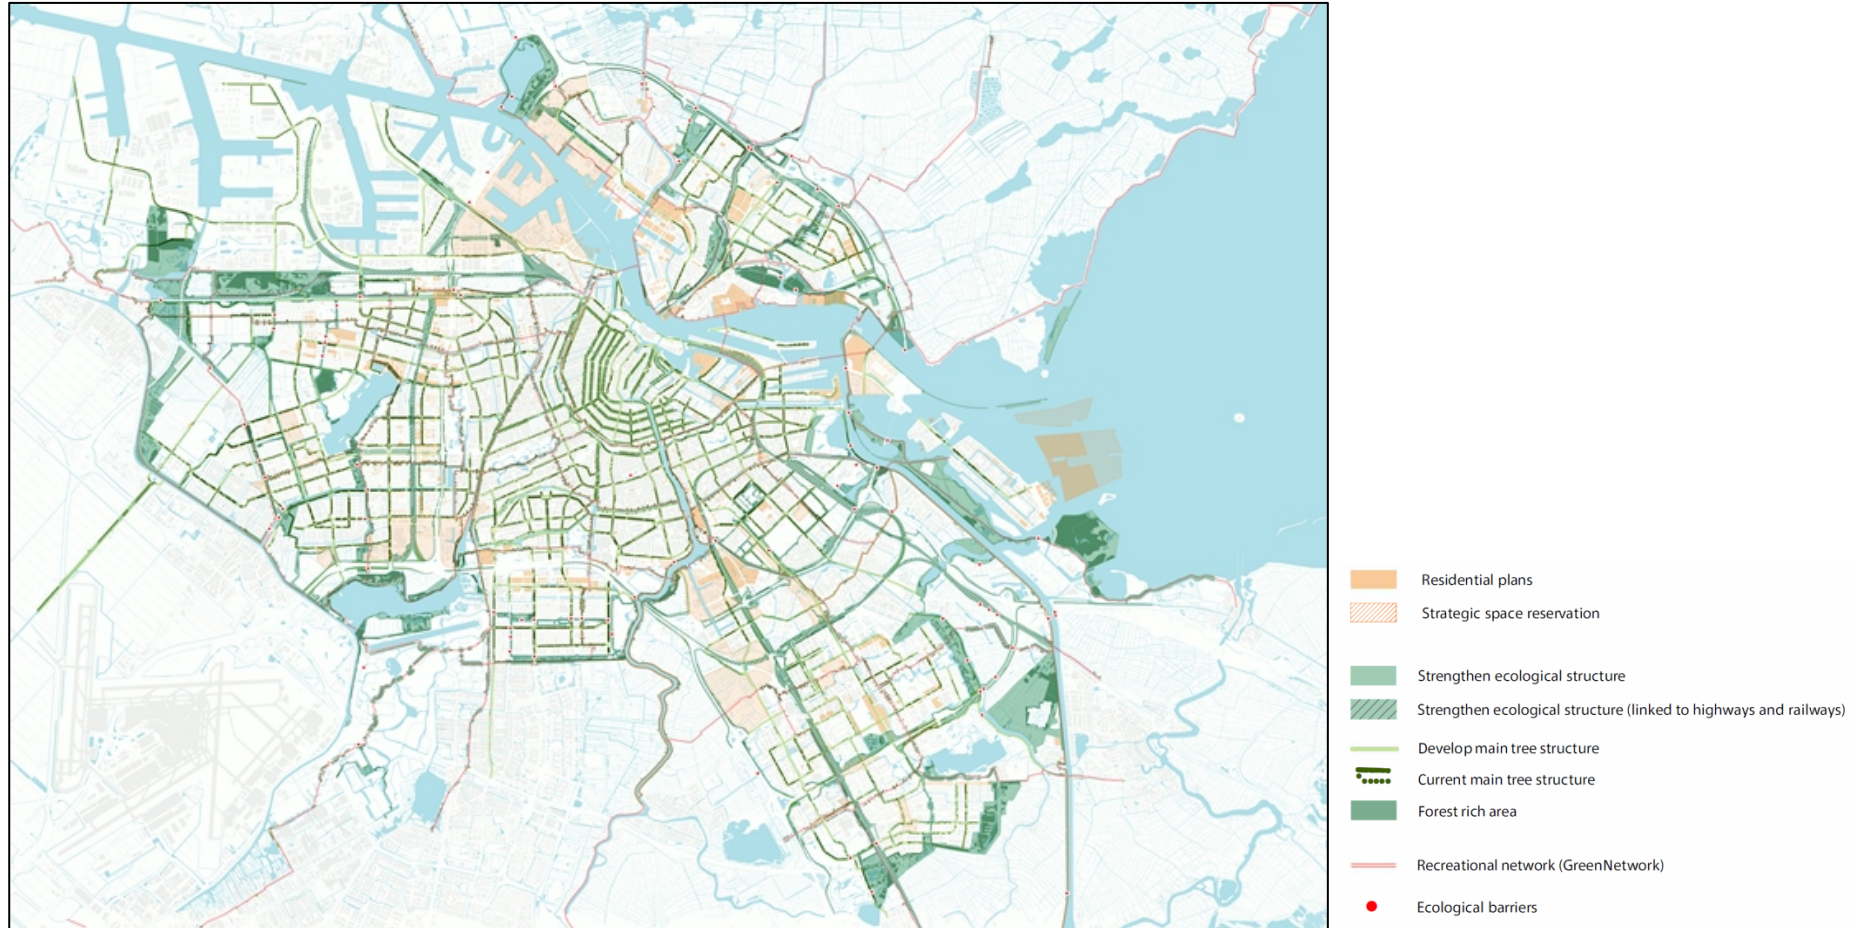 Residential plans
Strategic space reservation
Strengthen ecological structure
Strengthen ecological structure (linked to highways and railways)
Develop main tree structure
Current main tree structure
Forest rich area
Recreational network (GreenNetwork)
Ecological barriers